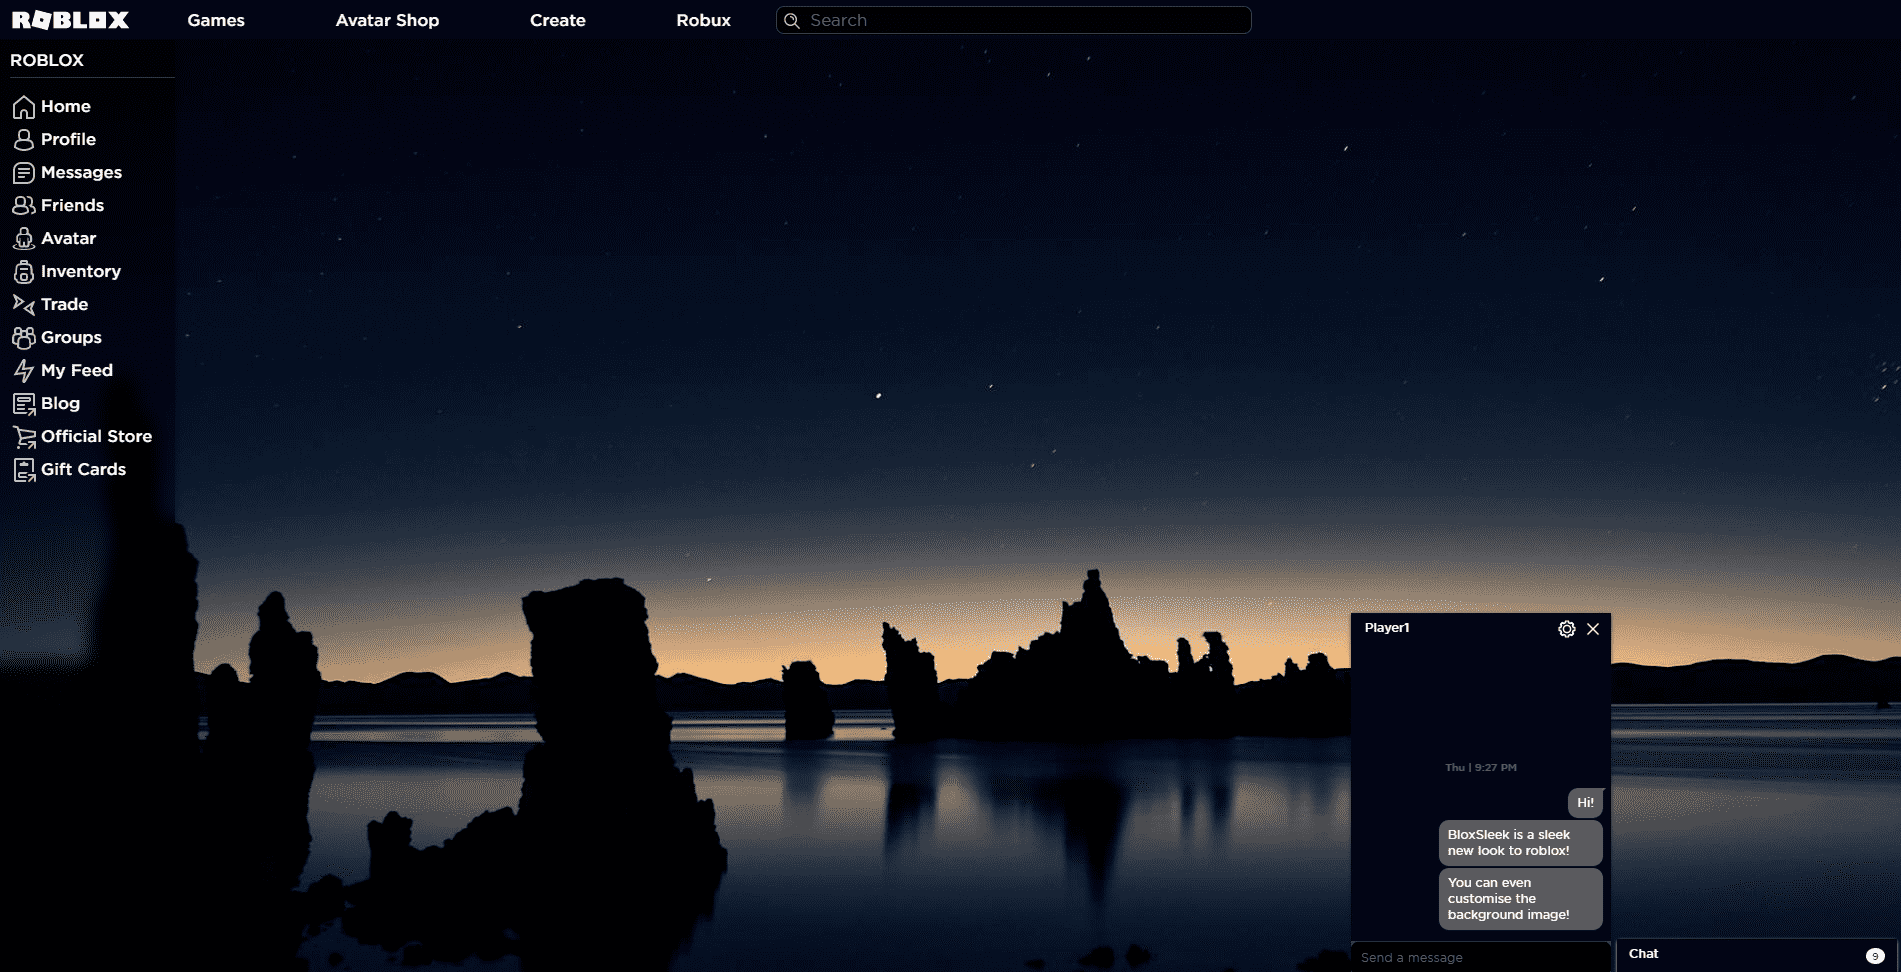 ROBLOX
Games
Avatar Shop
Create
Robux
Search
ROBLOX
Home
Profile
Messages
Friends
Avatar
Inventory
Trade
Groups
My Feed
Blog
Official Store
Gift Cards
Player1
Thu | 9:27 PM
Hi!
BloxSleek is a sleek
new look to roblox!
You can even
customise the
background image!
Send a message
Chat
9